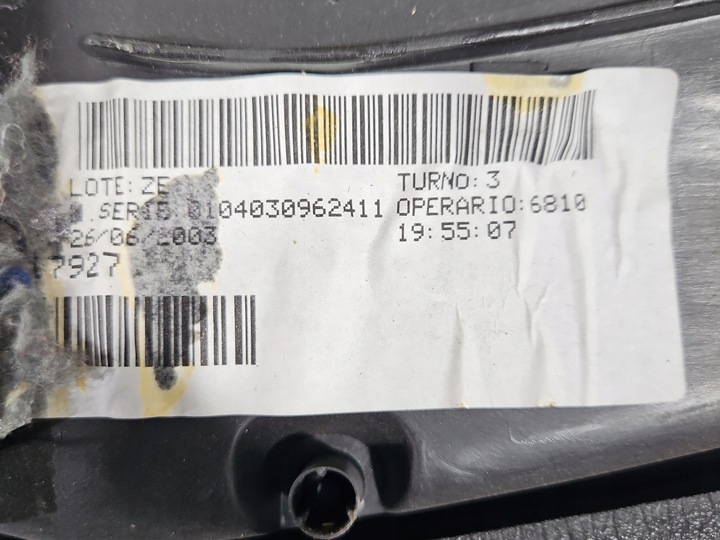 LOTE: ZE TURNO: 3
N.SERIE:0104030962411 OPERARIO:6810
26/06/2003 19:55:07
7927